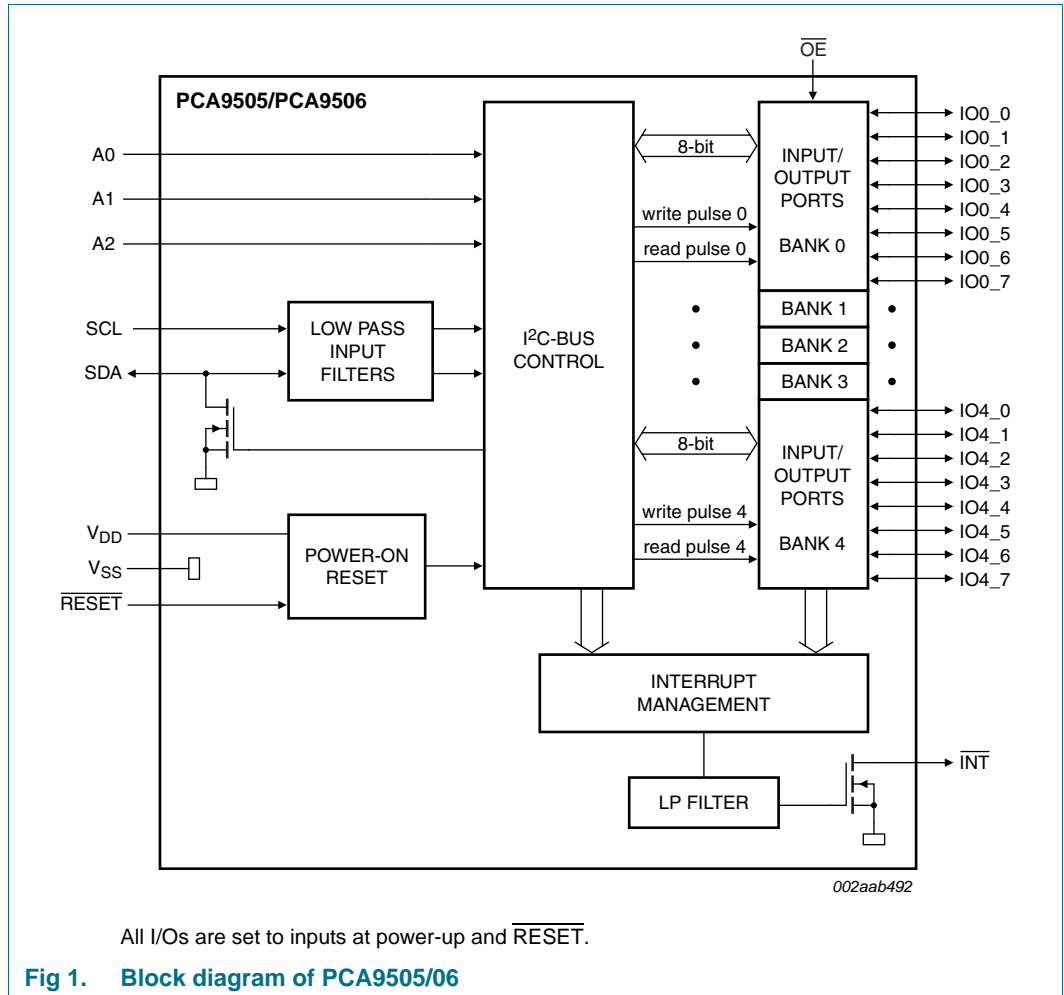 OE
PCA9505/PCA9506
A0
A1
A2
SCL
SDA
LOW PASS
INPUT
FILTERS
VDD
VSS
RESET
POWER-ON
RESET
I²C-BUS
CONTROL
8-bit
write pulse 0
read pulse 0
8-bit
write pulse 4
read pulse 4
INPUT/
OUTPUT
PORTS
BANK 0
BANK 1
BANK 2
BANK 3
INPUT/
OUTPUT
PORTS
BANK 4
IO0_0
IO0_1
IO0_2
IO0_3
IO0_4
IO0_5
IO0_6
IO0_7
IO4_0
IO4_1
IO4_2
IO4_3
IO4_4
IO4_5
IO4_6
IO4_7
INTERRUPT
MANAGEMENT
LP FILTER
INT
002aab492
All I/Os are set to inputs at power-up and RESET.
Fig 1. Block diagram of PCA9505/06